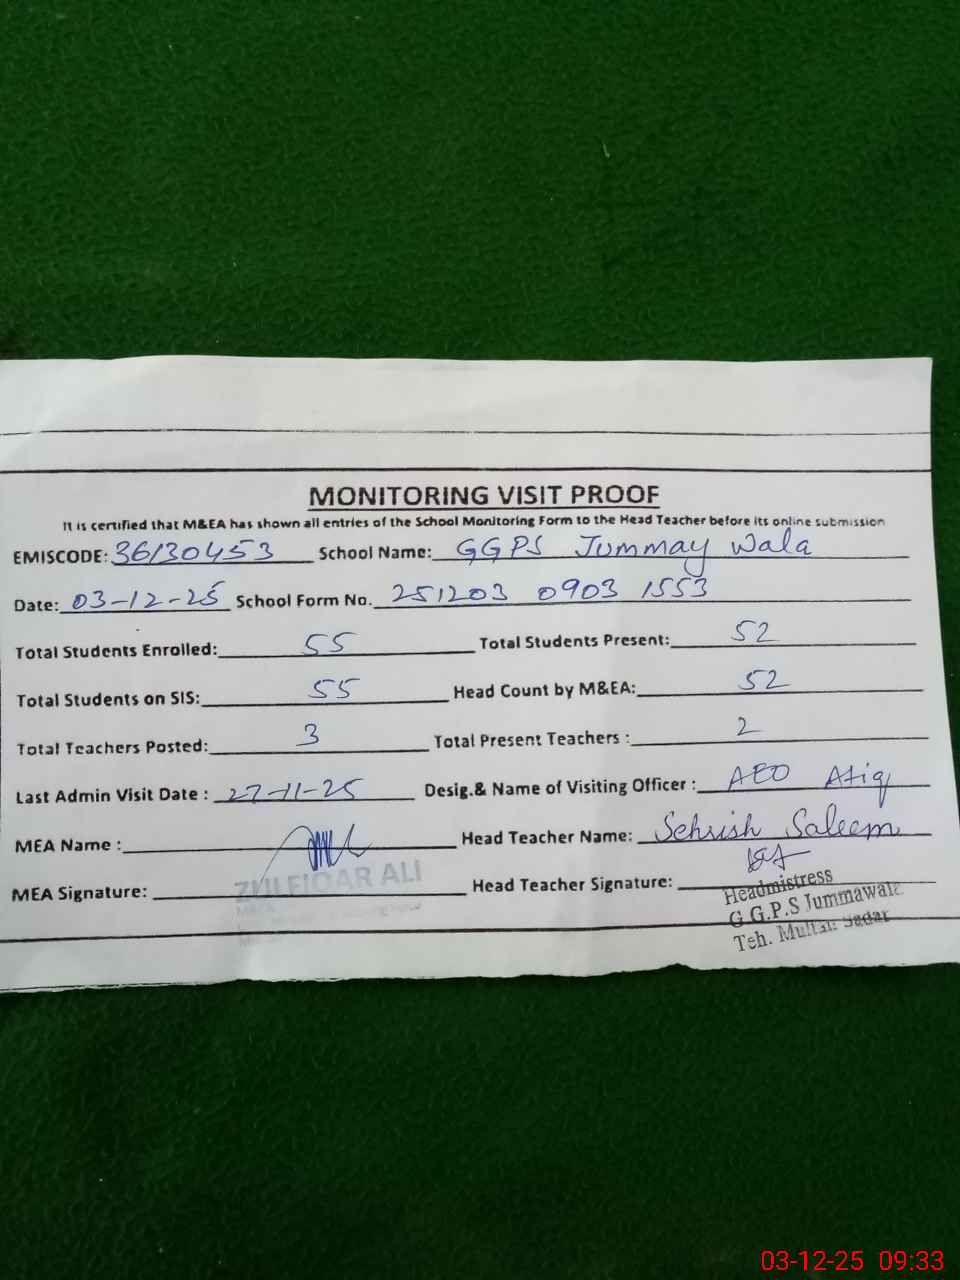 MONITORING VISIT PROOF
It is certified that M&EA has shown all entries of the School Monitoring Form to the Head Teacher before its online submission
EMISCODE: 36130453 School Name: GGPS Jummay Wala
Date: 03-12-25 School Form No. 251203 0903 1553
Total Students Enrolled: 55 Total Students Present: 52
Total Students on SIS: 55 Head Count by M&EA: 52
Total Teachers Posted: 3 Total Present Teachers : 2
Last Admin Visit Date : 27-11-25 Desig.& Name of Visiting Officer : AEO Atiq
MEA Name : Head Teacher Name: Sehrish Saleem
MEA Signature: ZULFIQAR ALI Head Teacher Signature:
Headmistress
G.G.P.S Jummawala
Teh. Multan Sadar
03-12-25 09:33